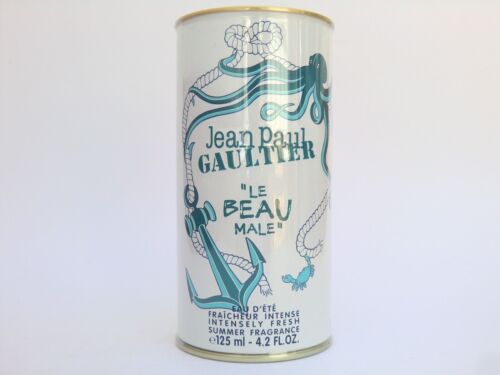 Jean Paul
GAULTIER
"LE
BEAU
MALE"
EAU D'ÉTÉ
FRAÎCHEUR INTENSE
INTENSELY FRESH
SUMMER FRAGRANCE
e 125 ml - 4.2 FL.OZ.